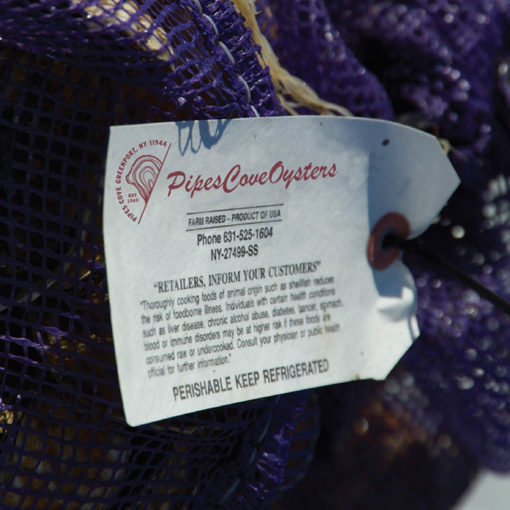 PIPES COVE GREENPORT, NY 11944
EST 1960
PipesCoveOysters
FARM RAISED - PRODUCT OF USA
Phone 631-525-1604
NY-27499-SS
"RETAILERS, INFORM YOUR CUSTOMERS"
"Thoroughly cooking foods of animal origin such as shellfish reduces
the risk of foodborne illness. Individuals with certain health conditions
such as liver disease, chronic alcohol abuse, diabetes, cancer, stomach,
blood or immune disorders may be at higher risk if these foods are
consumed raw or undercooked. Consult your physician or public health
official for further information."
PERISHABLE KEEP REFRIGERATED